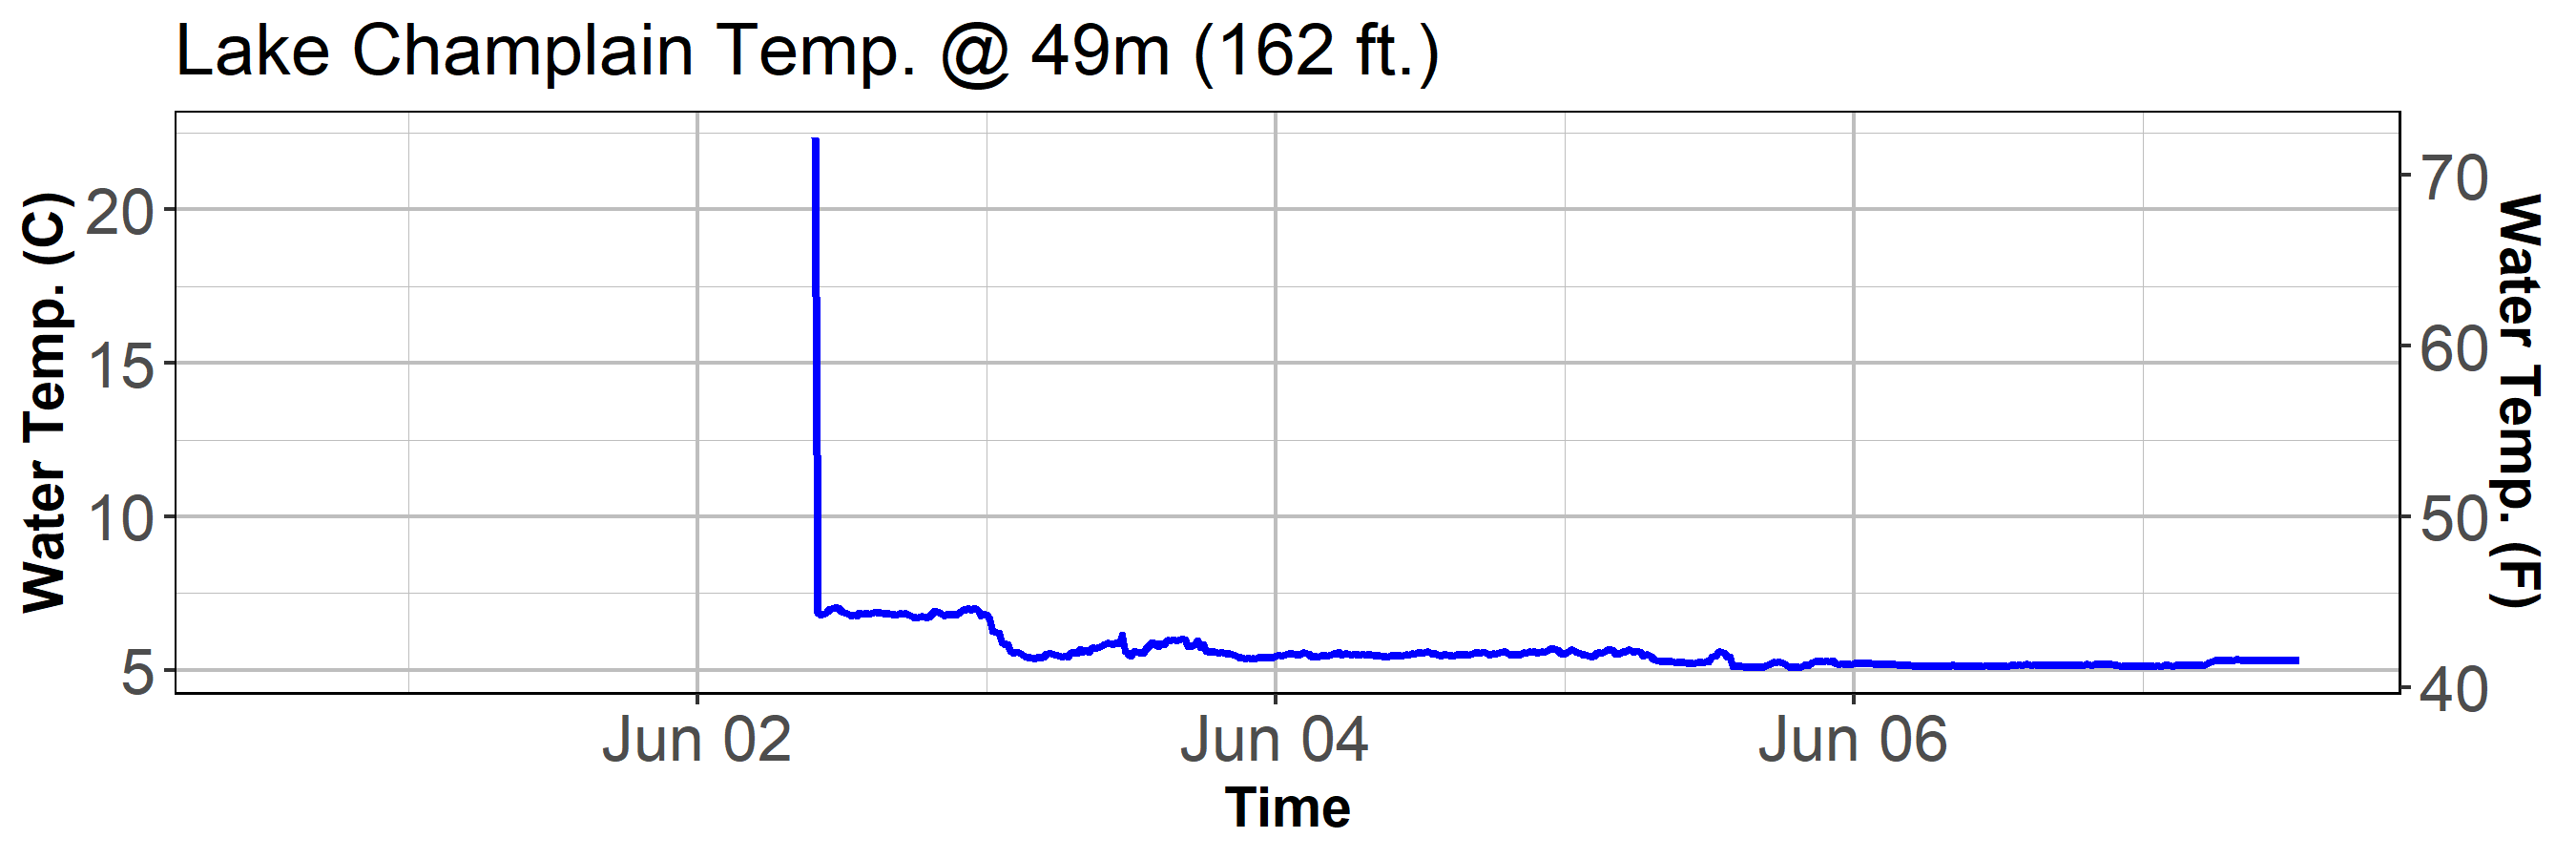 Lake Champlain Temp. @ 49m (162 ft.)
Water Temp. (C)
20
15
10
5
70
60
50
40
Water Temp. (F)
Jun 02
Jun 04
Jun 06
Time